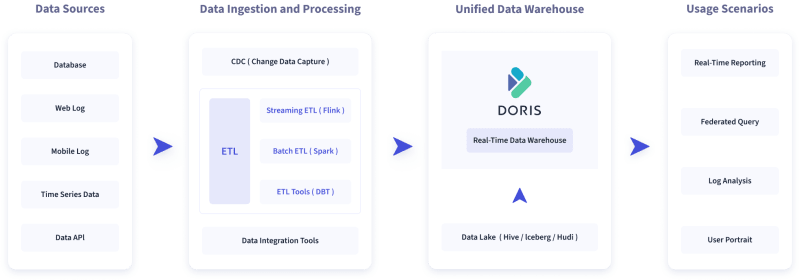 Data Sources
Database
Web Log
Mobile Log
Time Series Data
Data API
Data Ingestion and Processing
CDC ( Change Data Capture )
ETL
Streaming ETL ( Flink )
Batch ETL ( Spark )
ETL Tools ( DBT )
Data Integration Tools
Unified Data Warehouse
DORIS
Real-Time Data Warehouse
Data Lake ( Hive / Iceberg / Hudi )
Usage Scenarios
Real-Time Reporting
Federated Query
Log Analysis
User Portrait